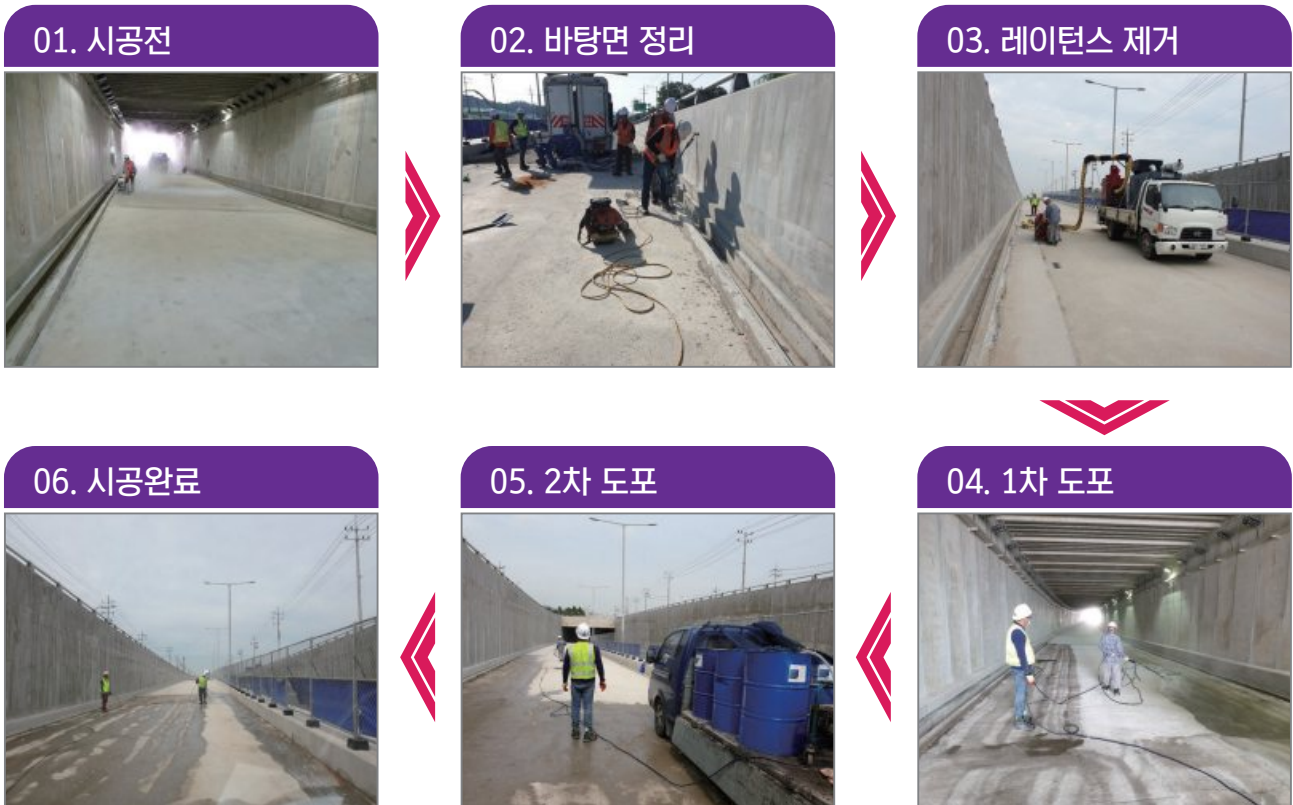 01. 시공전
02. 바탕면 정리
03. 레이턴스 제거
04. 1차 도포
05. 2차 도포
06. 시공완료